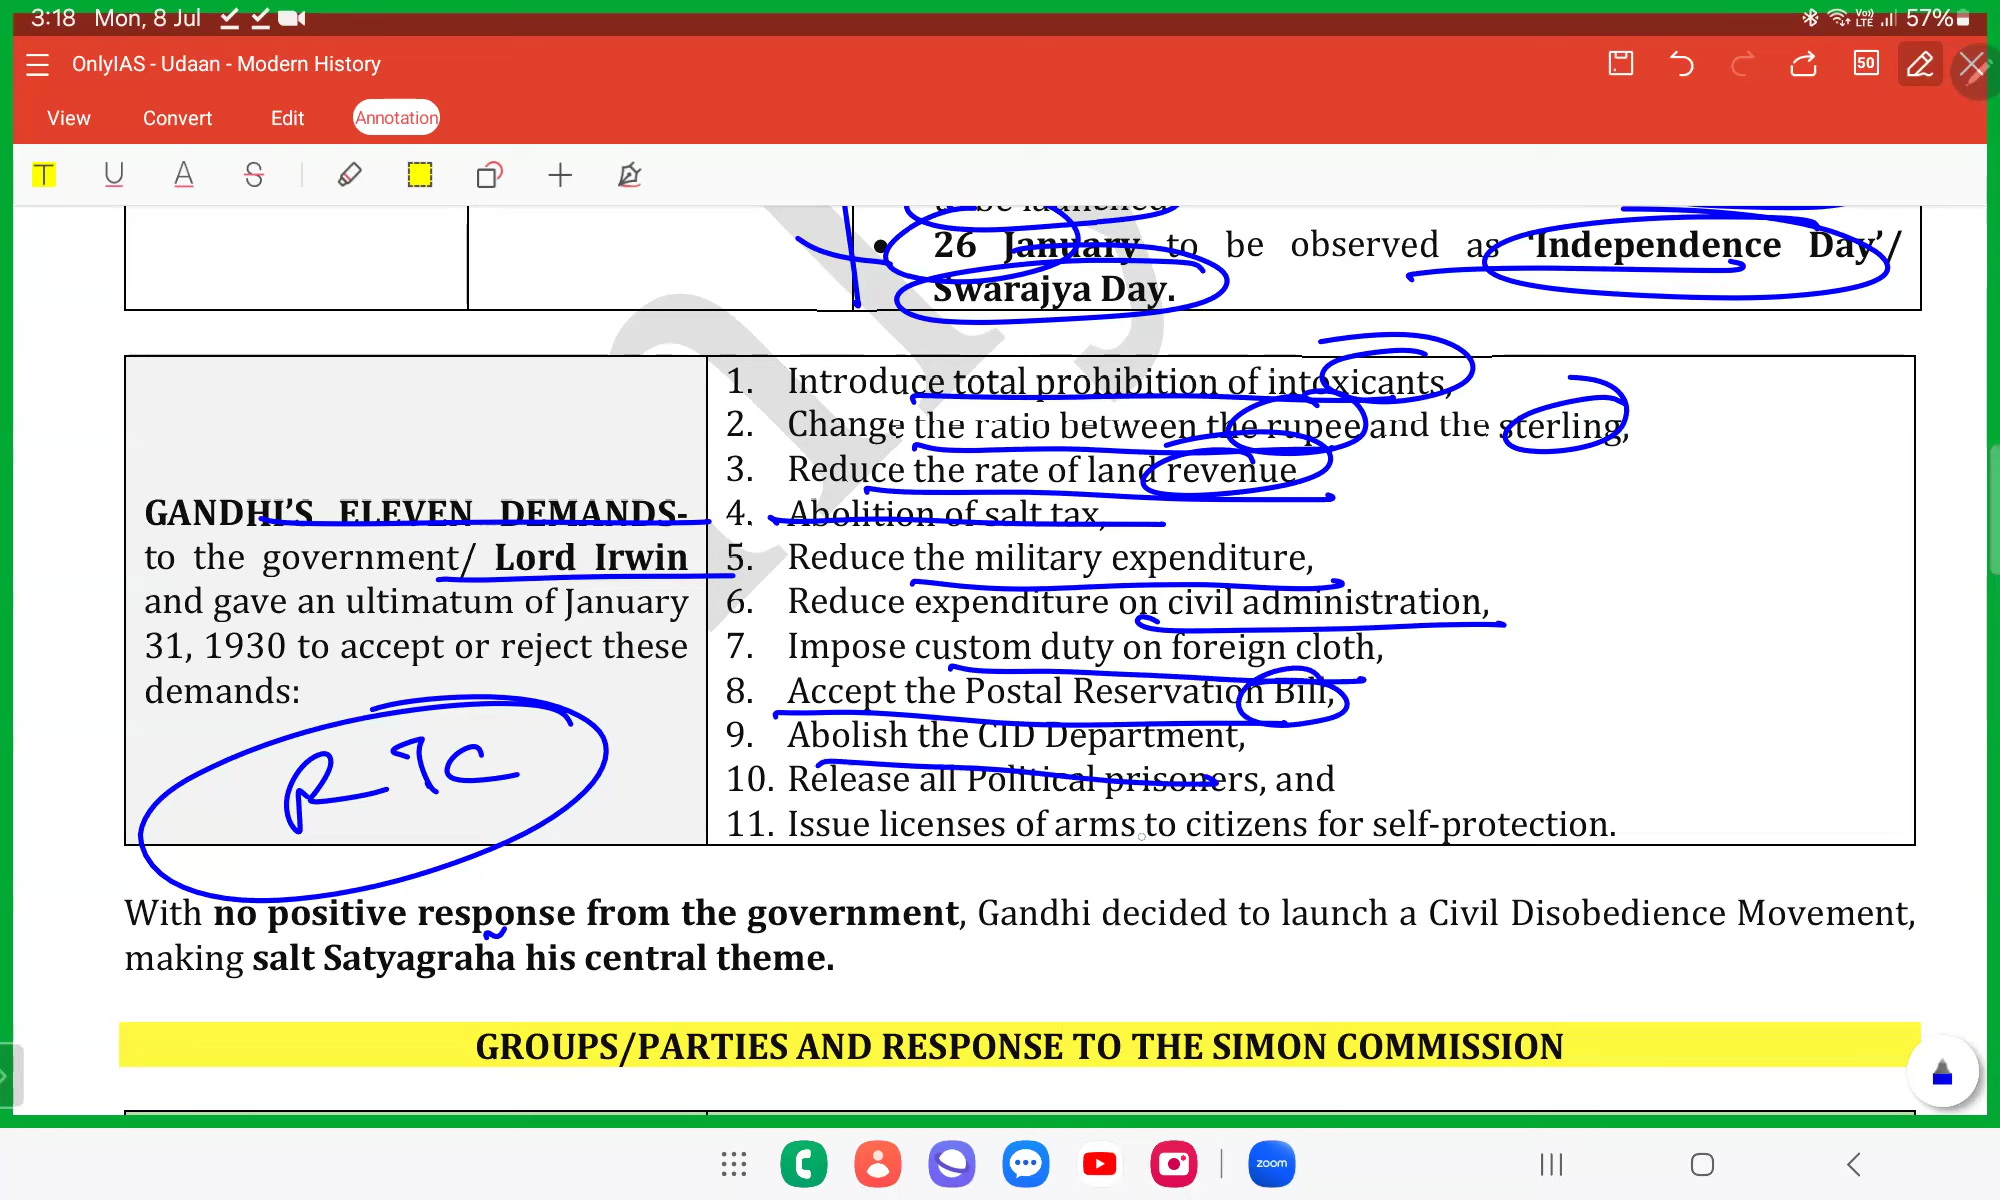 3:18 Mon, 8 Jul
57%
OnlyIAS - Udaan - Modern History
50
View Convert Edit Annotation
T U A S
to be launched
• 26 January to be observed as 'Independence Day'/
Swarajya Day.
GANDHI'S ELEVEN DEMANDS-
to the government/ Lord Irwin
and gave an ultimatum of January
31, 1930 to accept or reject these
demands:
1. Introduce total prohibition of intoxicants,
2. Change the ratio between the rupee and the sterling,
3. Reduce the rate of land revenue
4. Abolition of salt tax,
5. Reduce the military expenditure,
6. Reduce expenditure on civil administration,
7. Impose custom duty on foreign cloth,
8. Accept the Postal Reservation Bill,
9. Abolish the CID Department,
10. Release all Political prisoners, and
11. Issue licenses of arms to citizens for self-protection.
With no positive response from the government, Gandhi decided to launch a Civil Disobedience Movement,
making salt Satyagraha his central theme.
GROUPS/PARTIES AND RESPONSE TO THE SIMON COMMISSION
zoom